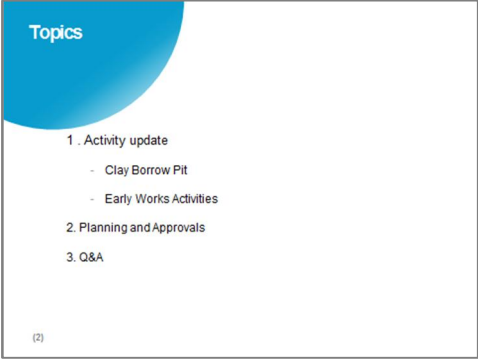 Topics
1 . Activity update
- Clay Borrow Pit
- Early Works Activities
2. Planning and Approvals
3. Q&A
(2)